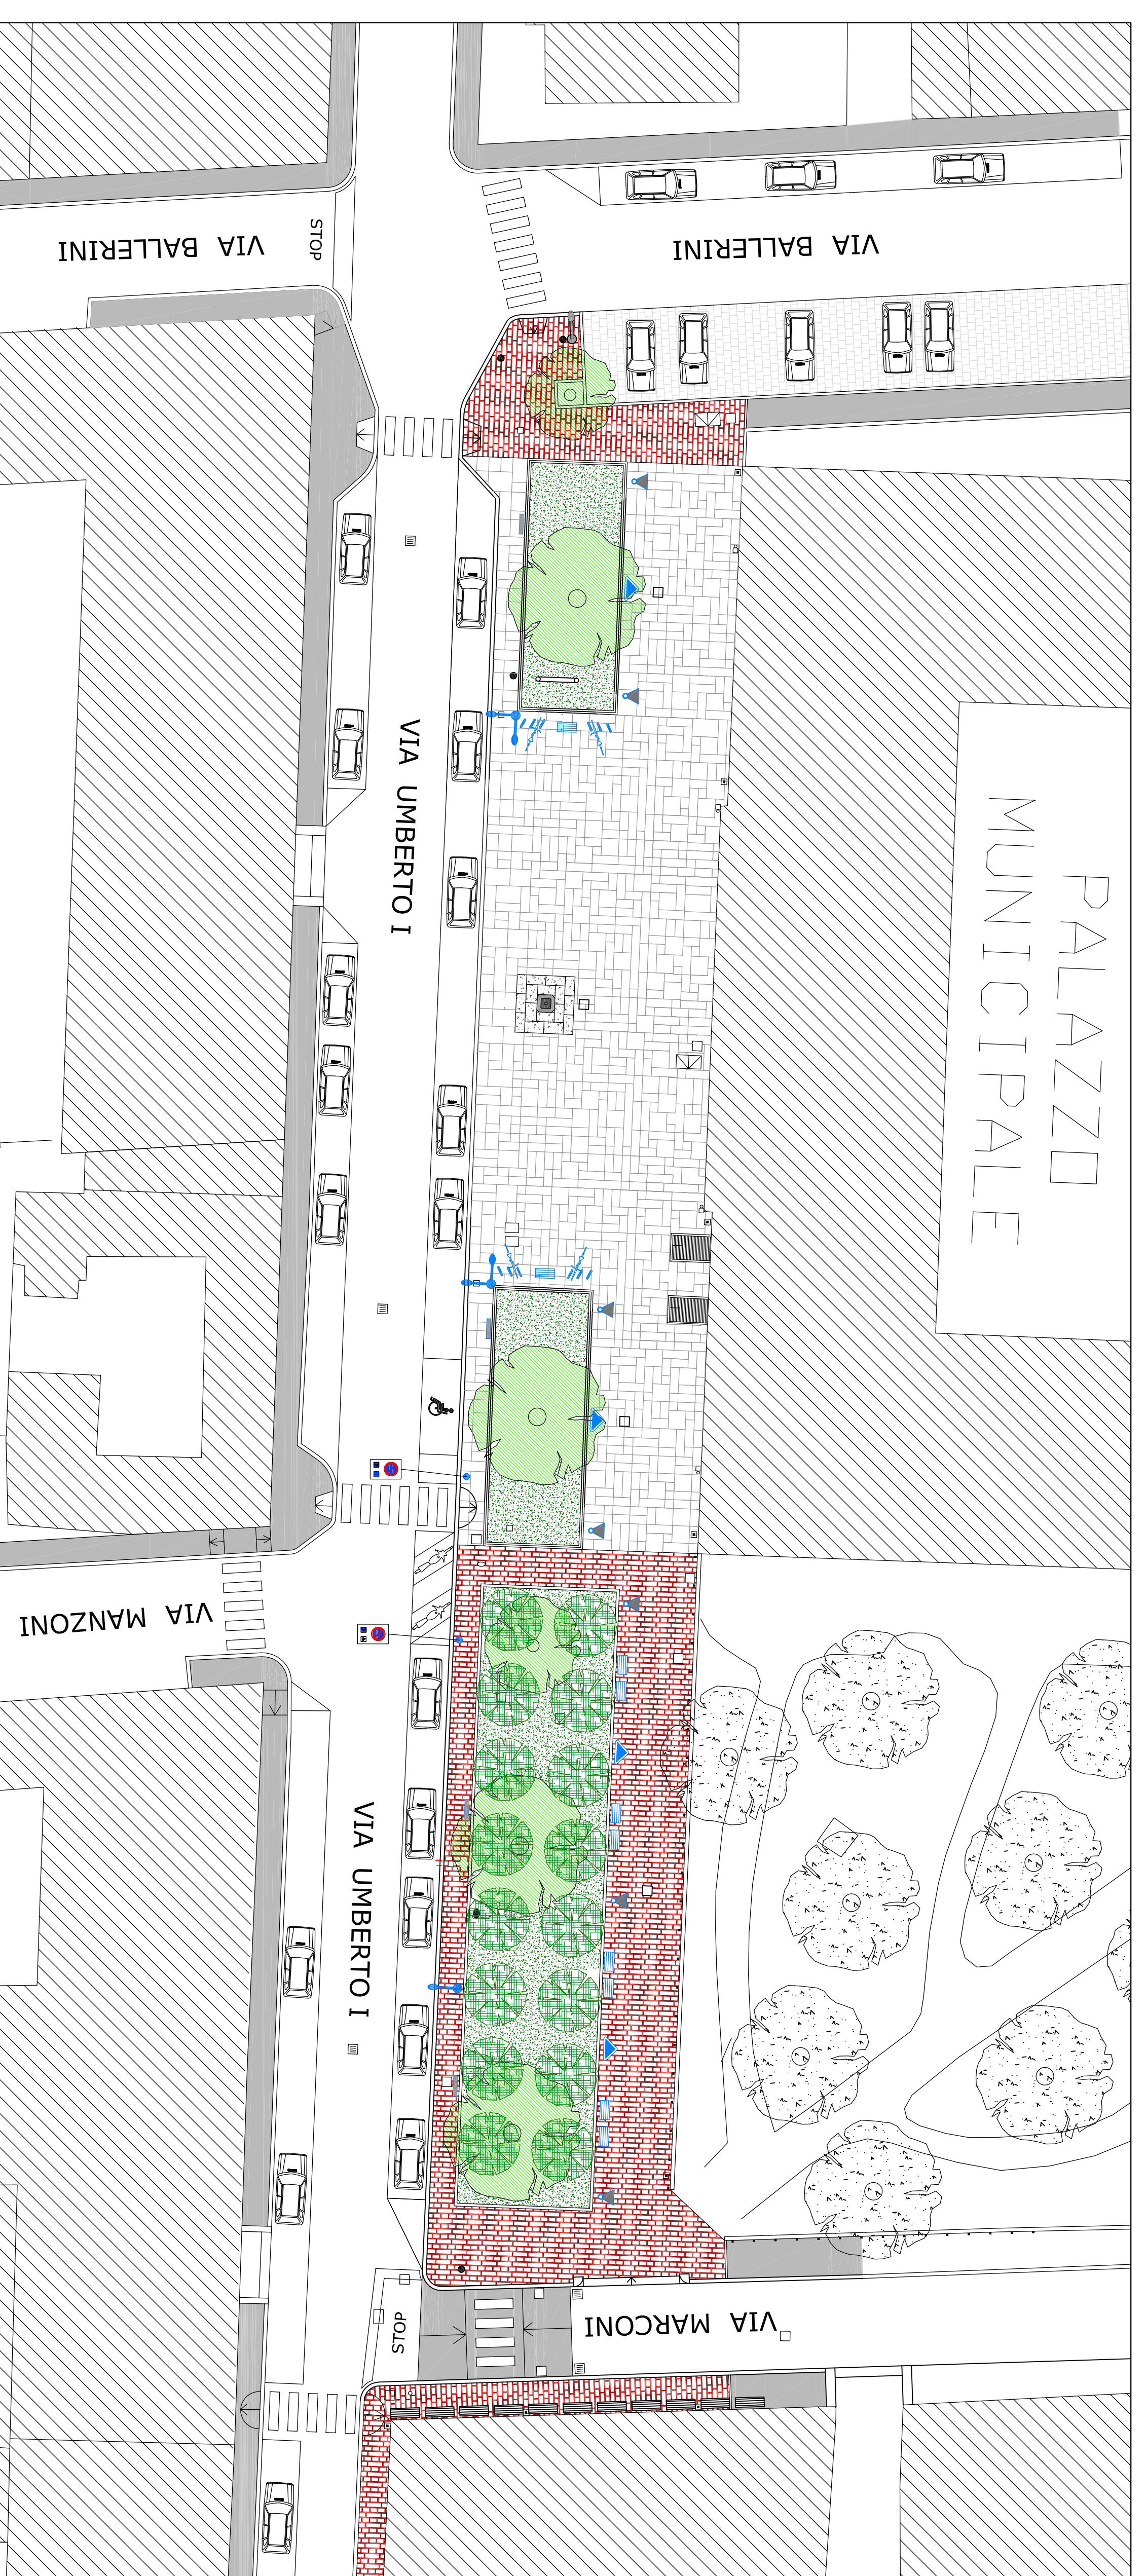 VIA BALLERINI
STOP
VIA BALLERINI
VIA UMBERTO I
PALAZZO
MUNICIPALE
VIA MANZONI
VIA UMBERTO I
STOP
VIA MARCONI